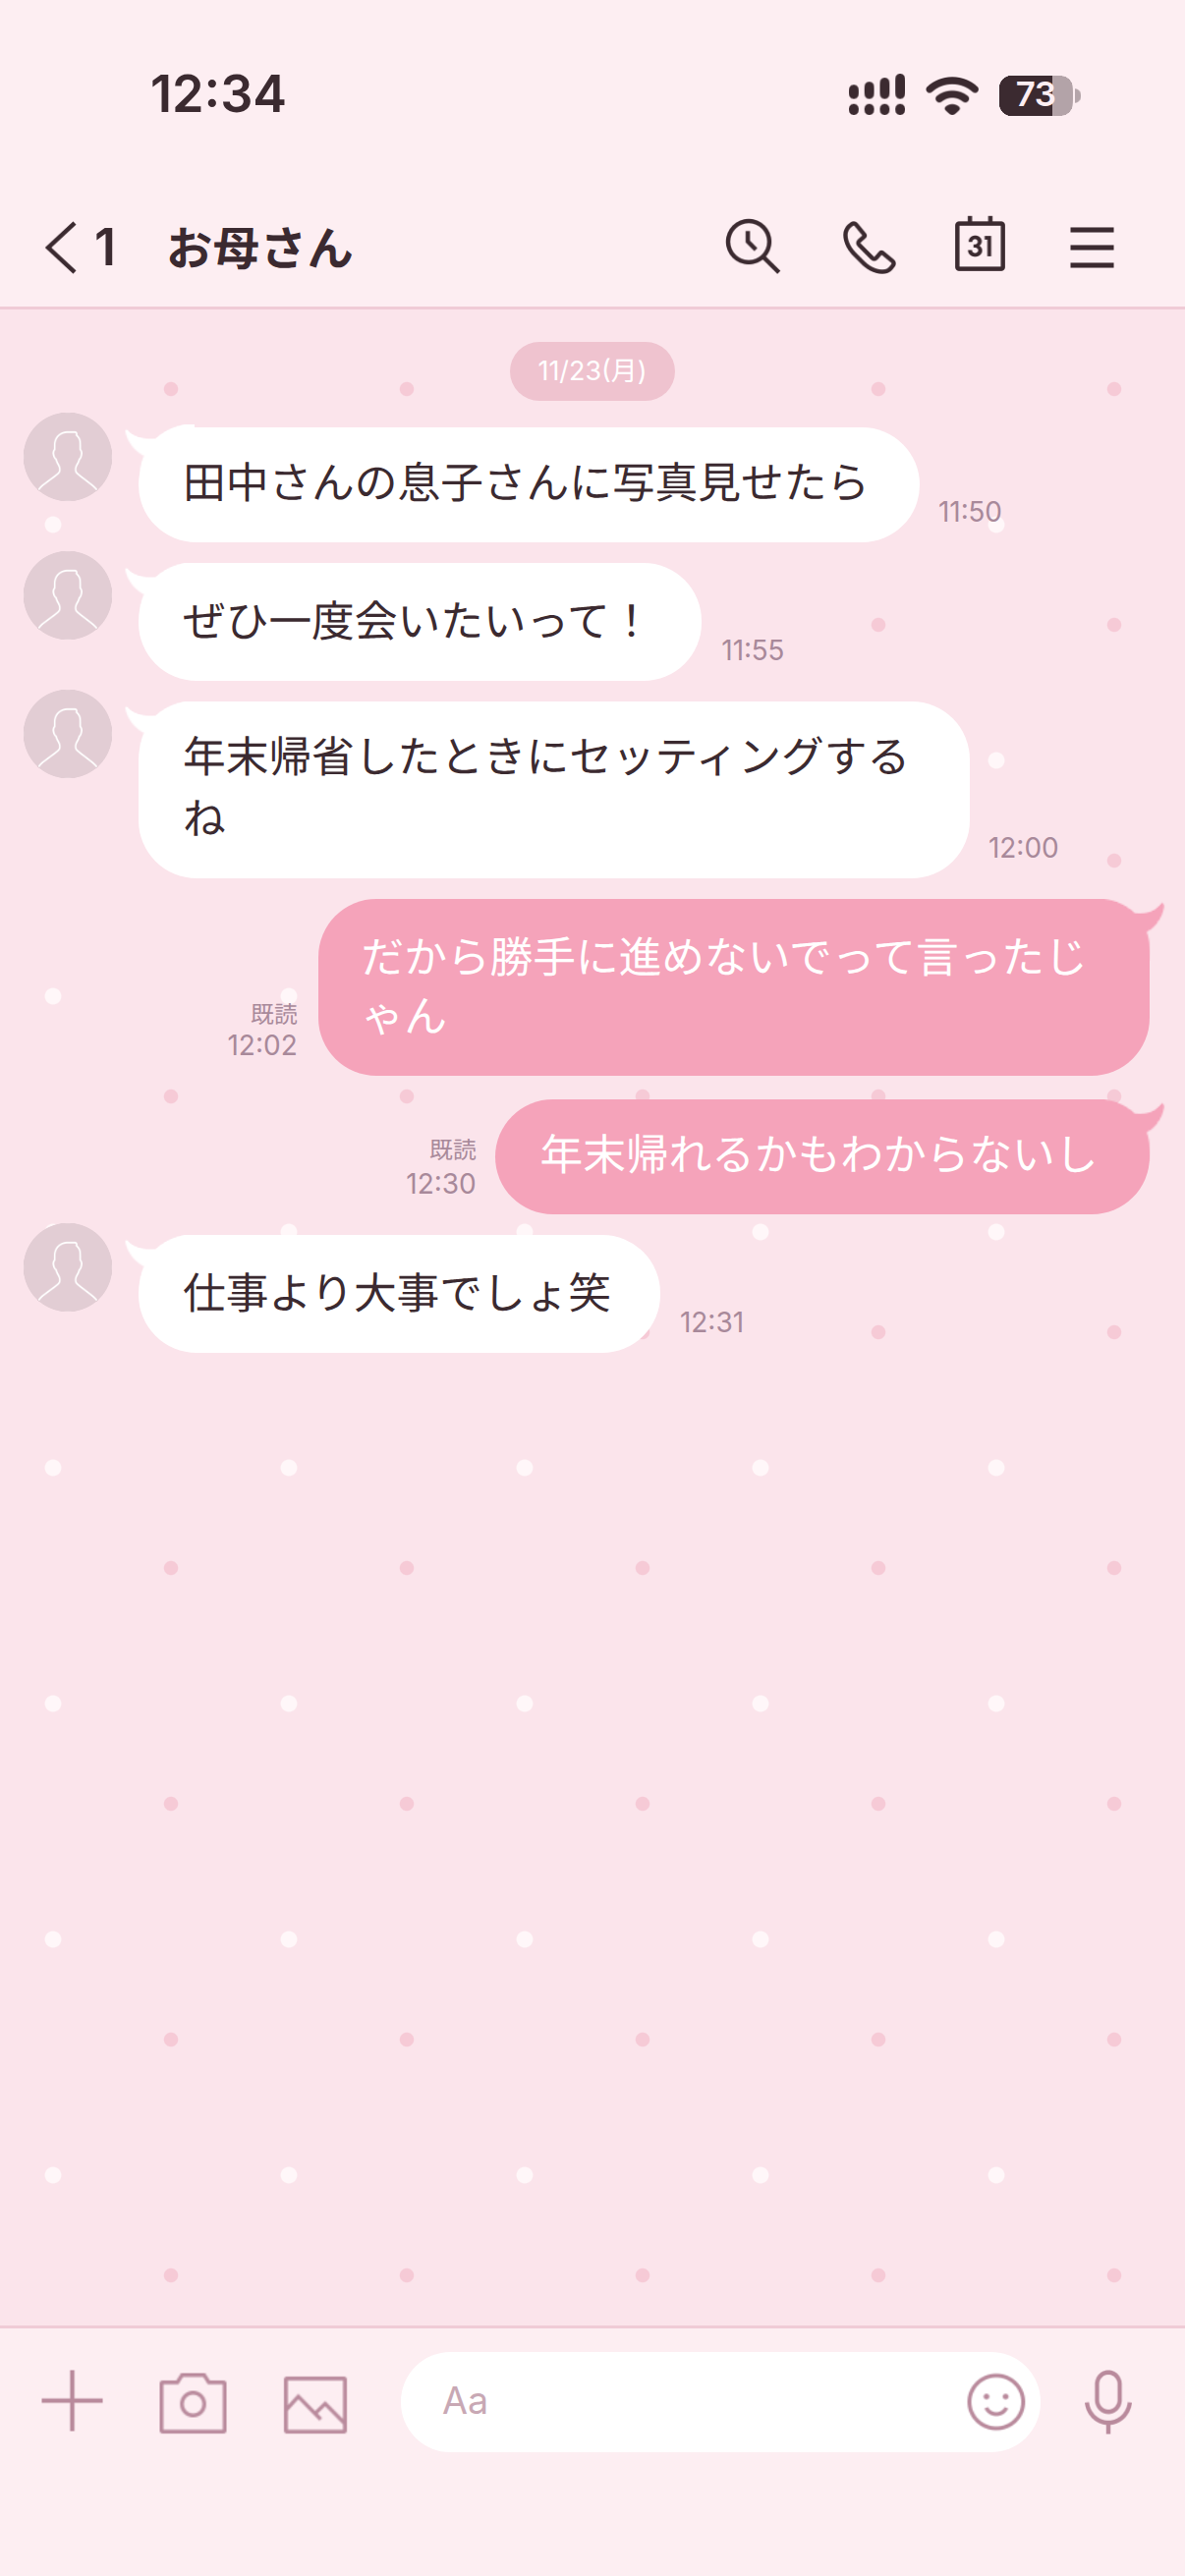 12:34
73
1 お母さん
31
11/23(月)
田中さんの息子さんに写真見せたら
11:50
ぜひ一度会いたいって！
11:55
年末帰省したときにセッティングする
ね
12:00
だから勝手に進めないでって言ったじ
ゃん
既読
12:02
年末帰れるかもわからないし
既読
12:30
仕事より大事でしょ笑
12:31
Aa